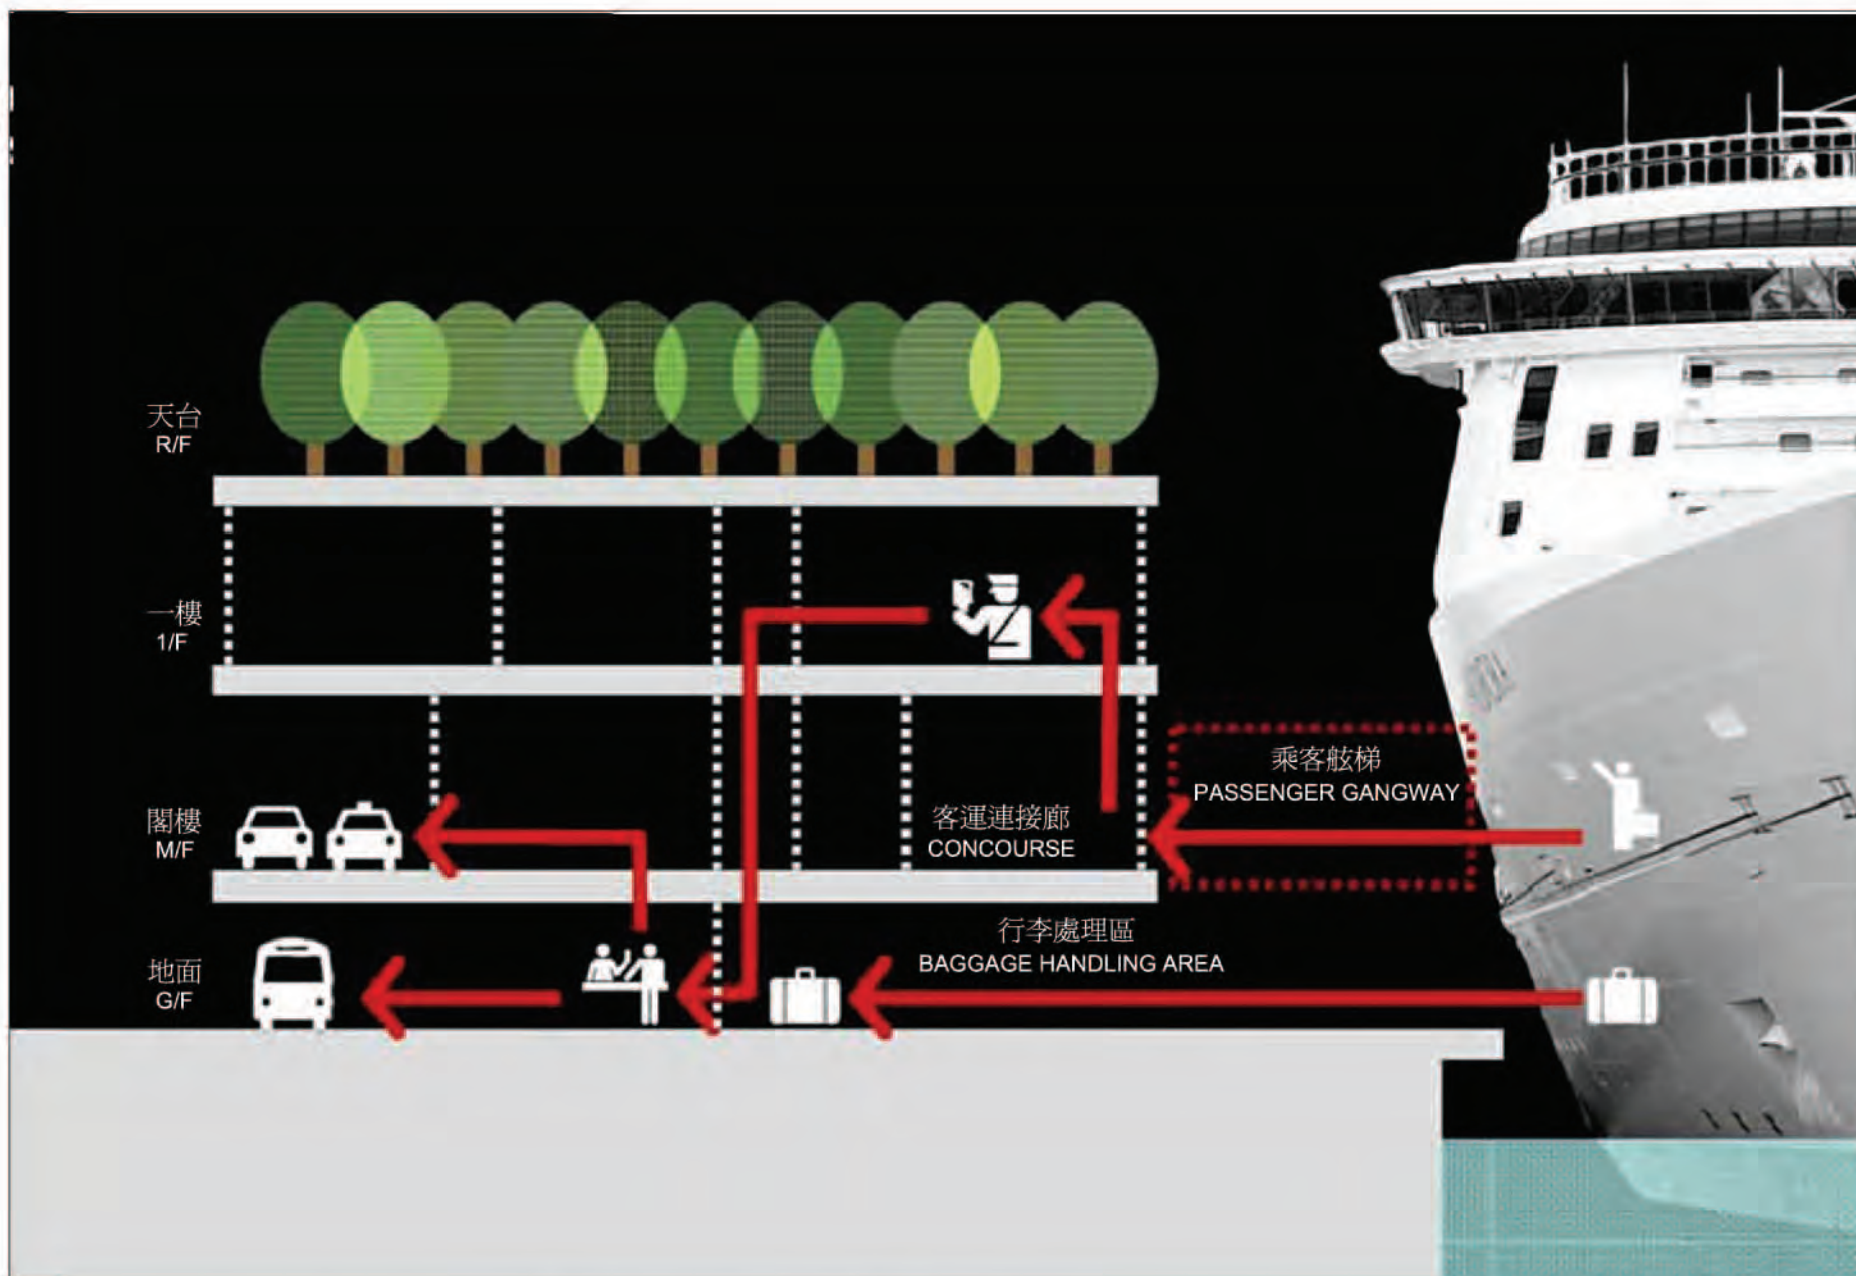 天台
R/F
一樓
1/F
乘客舷梯
PASSENGER GANGWAY
閣樓
M/F
客運連接廊
CONCOURSE
行李處理區
BAGGAGE HANDLING AREA
地面
G/F